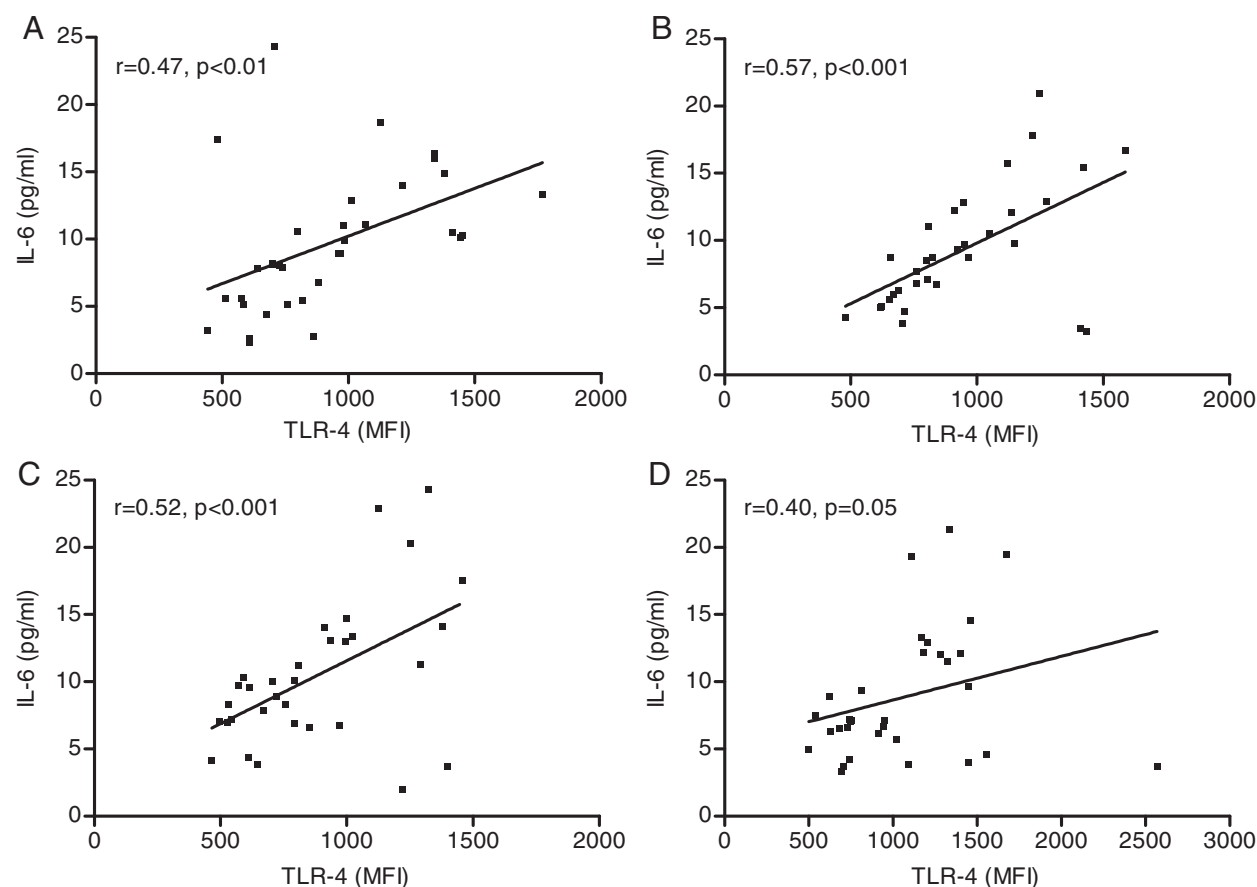 A
r=0.47, p<0.01
IL-6 (pg/ml)
25
20
15
10
5
0
0 500 1000 1500 2000
TLR-4 (MFI)
B
r=0.57, p<0.001
IL-6 (pg/ml)
25
20
15
10
5
0
0 500 1000 1500 2000
TLR-4 (MFI)
C
r=0.52, p<0.001
IL-6 (pg/ml)
25
20
15
10
5
0
0 500 1000 1500 2000
TLR-4 (MFI)
D
r=0.40, p=0.05
IL-6 (pg/ml)
25
20
15
10
5
0
0 500 1000 1500 2000 2500 3000
TLR-4 (MFI)